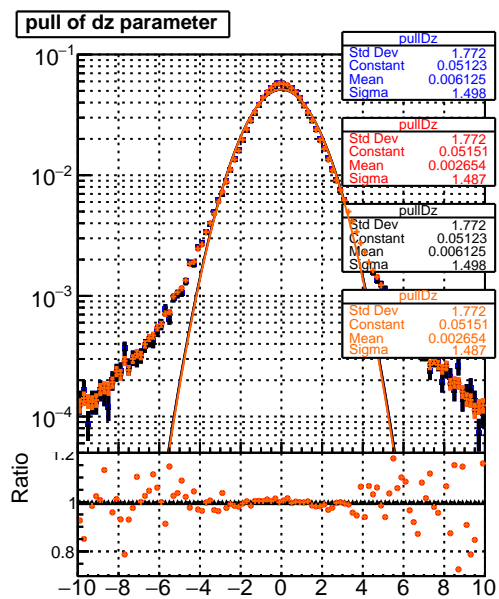 pull of dz parameter
pullDz
Std Dev 1.772
Constant 0.05123
Mean 0.006125
Sigma 1.498
pullDz
Std Dev 1.772
Constant 0.05151
Mean 0.002654
Sigma 1.487
pullDz
Std Dev 1.772
Constant 0.05123
Mean 0.006125
Sigma 1.498
pullDz
Std Dev 1.772
Constant 0.05151
Mean 0.002654
Sigma 1.487
10⁻¹
10⁻²
10⁻³
10⁻⁴
Ratio
1.2
1
0.8
−10 −8 −6 −4 −2 0 2 4 6 8 10